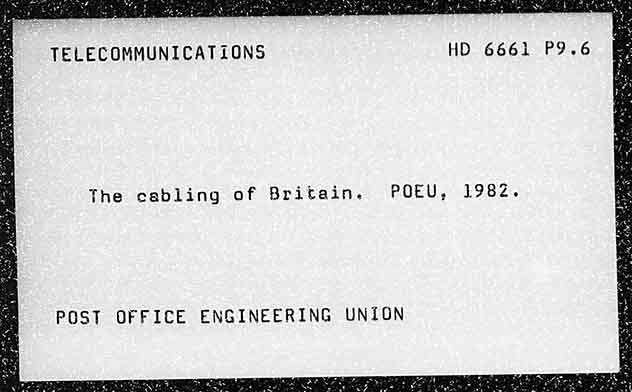 TELECOMMUNICATIONS HD 6661 P9.6
The cabling of Britain. POEU, 1982.
POST OFFICE ENGINEERING UNION